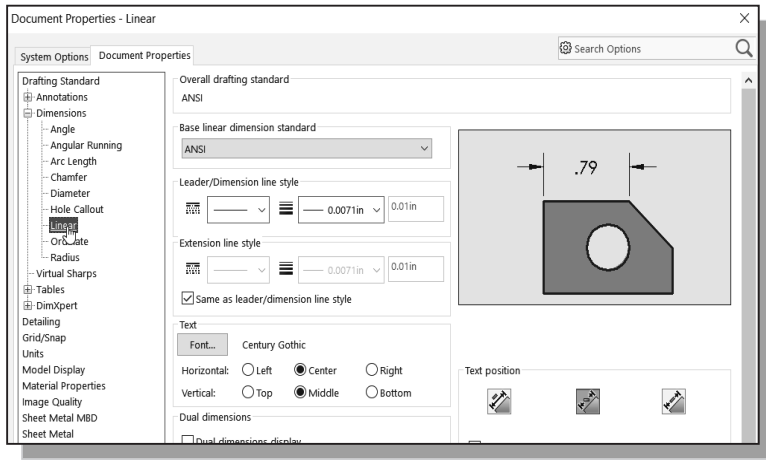 Document Properties - Linear
System Options
Document Properties
Search Options
Drafting Standard
Annotations
Dimensions
Angle
Angular Running
Arc Length
Chamfer
Diameter
Hole Callout
Linear
Radius
Virtual Sharps
Tables
DimXpert
Detailing
Grid/Snap
Units
Model Display
Material Properties
Image Quality
Sheet Metal MBD
Sheet Metal
Overall drafting standard
ANSI
Base linear dimension standard
ANSI
Leader/Dimension line style
0.0071in
0.01in
Extension line style
0.0071in
0.01in
Same as leader/dimension line style
Text
Font...
Century Gothic
Horizontal:
Left
Center
Right
Vertical:
Top
Middle
Bottom
Dual dimensions
Dual dimensions display
.79
Text position